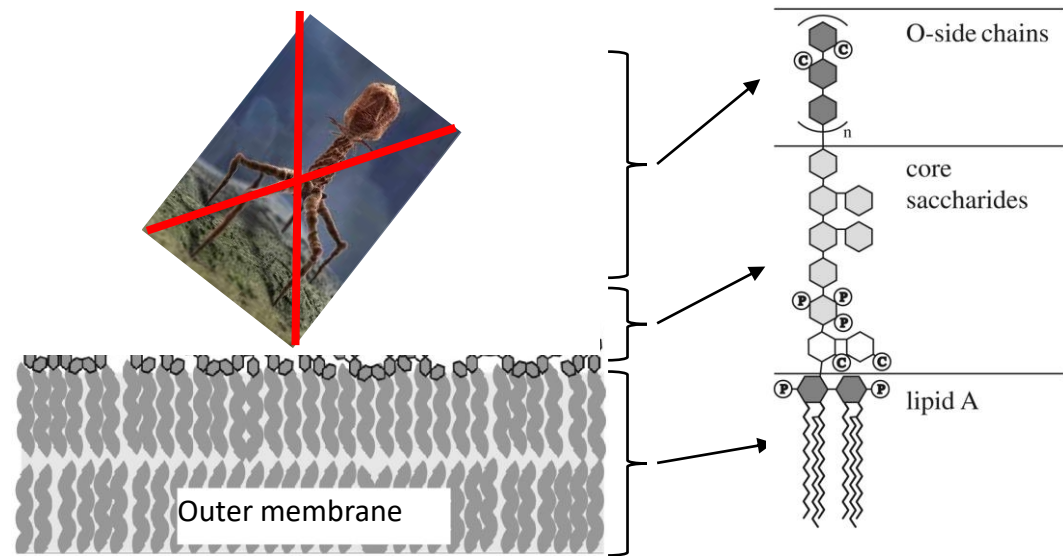 O-side chains
C
C
n
core
saccharides
P
P
P
C
C
P
P
lipid A
Outer membrane